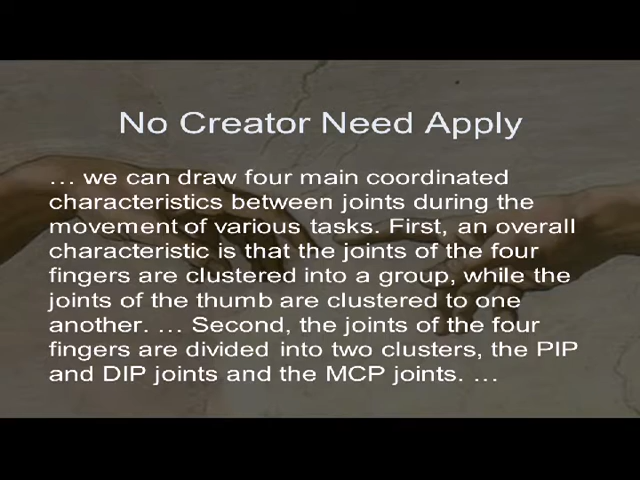 No Creator Need Apply
… we can draw four main coordinated
characteristics between joints during the
movement of various tasks. First, an overall
characteristic is that the joints of the four
fingers are clustered into a group, while the
joints of the thumb are clustered to one
another. … Second, the joints of the four
fingers are divided into two clusters, the PIP
and DIP joints and the MCP joints. …